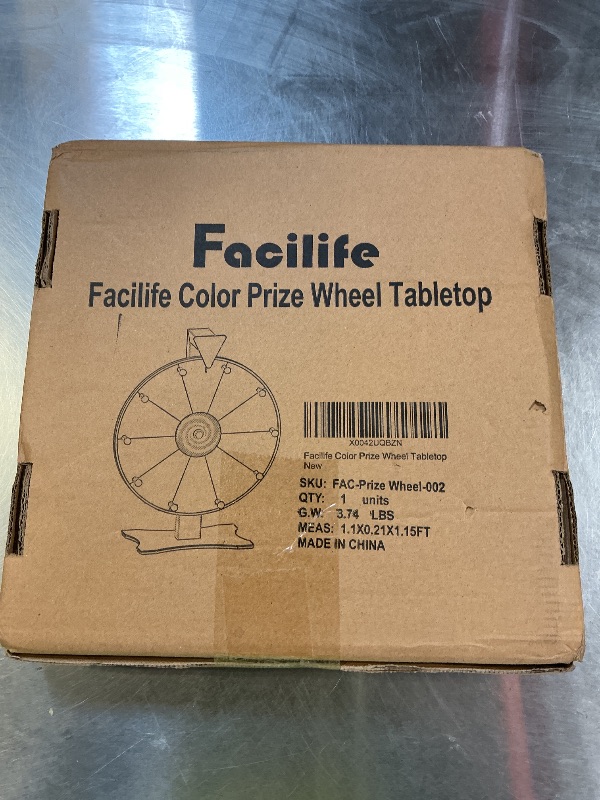 Facilife
Facilife Color Prize Wheel Tabletop
X0042UQBZN
Facilife Color Prize Wheel Tabletop
New
SKU: FAC-Prize Wheel-002
QTY: 1 units
G.W. 3.74 LBS
MEAS: 1.1X0.21X1.15FT
MADE IN CHINA